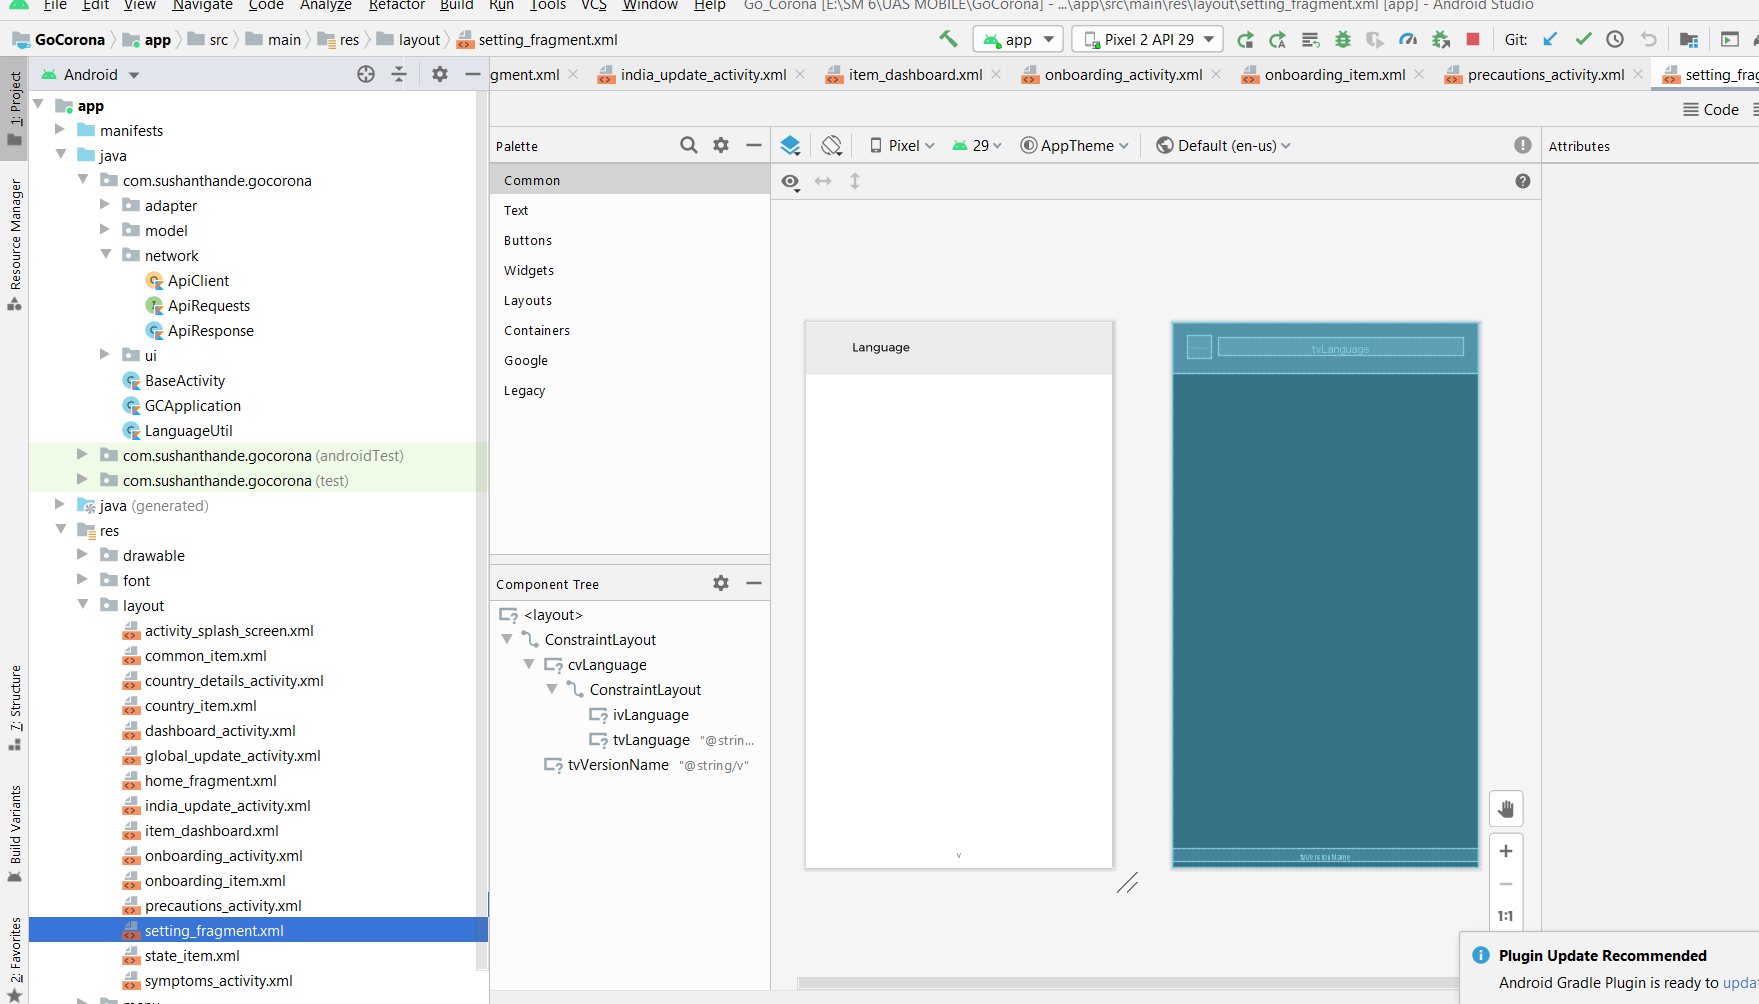 File Edit View Navigate Code Analyze Refactor Build Run Tools VCS Window Help Go_Corona [E:\SM 6\UAS MOBILE\GoCorona] - ...\app\src\main\res\layout\setting_fragment.xml [app] - Android Studio
GoCorona app src main res layout setting_fragment.xml app Pixel 2 API 29 Git:
Android
gment.xml india_update_activity.xml item_dashboard.xml onboarding_activity.xml onboarding_item.xml precautions_activity.xml setting_frag
Code
1: Project
Resource Manager
7: Structure
Build Variants
2: Favorites
app
manifests
java
com.sushanthande.gocorona
adapter
model
network
ApiClient
ApiRequests
ApiResponse
ui
BaseActivity
GCApplication
LanguageUtil
com.sushanthande.gocorona (androidTest)
com.sushanthande.gocorona (test)
java (generated)
res
drawable
font
layout
activity_splash_screen.xml
common_item.xml
country_details_activity.xml
country_item.xml
dashboard_activity.xml
global_update_activity.xml
home_fragment.xml
india_update_activity.xml
item_dashboard.xml
onboarding_activity.xml
onboarding_item.xml
precautions_activity.xml
setting_fragment.xml
state_item.xml
symptoms_activity.xml
menu
Palette
Common
Text
Buttons
Widgets
Layouts
Containers
Google
Legacy
Component Tree
<layout>
ConstraintLayout
cvLanguage
ConstraintLayout
ivLanguage
tvLanguage "@strin...
tvVersionName "@string/v"
Pixel 29 AppTheme Default (en-us)
Language
v
tvLanguage
tvVersionName
1:1
Attributes
Plugin Update Recommended
Android Gradle Plugin is ready to upda